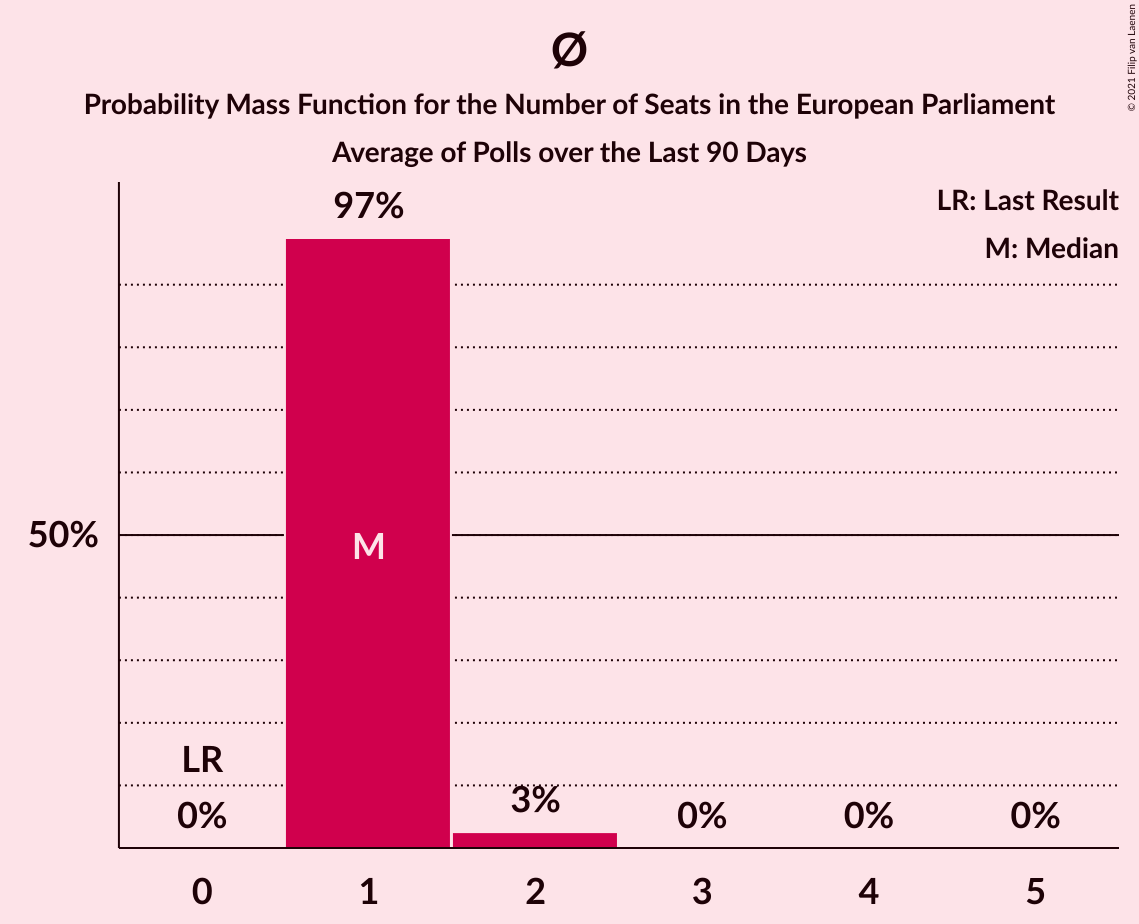 Ø
Probability Mass Function for the Number of Seats in the European Parliament
Average of Polls over the Last 90 Days
© 2021 Filip van Laenen
LR: Last Result
M: Median
97%
50%
M
LR
0%
3%
0%
0%
0%
0
1
2
3
4
5